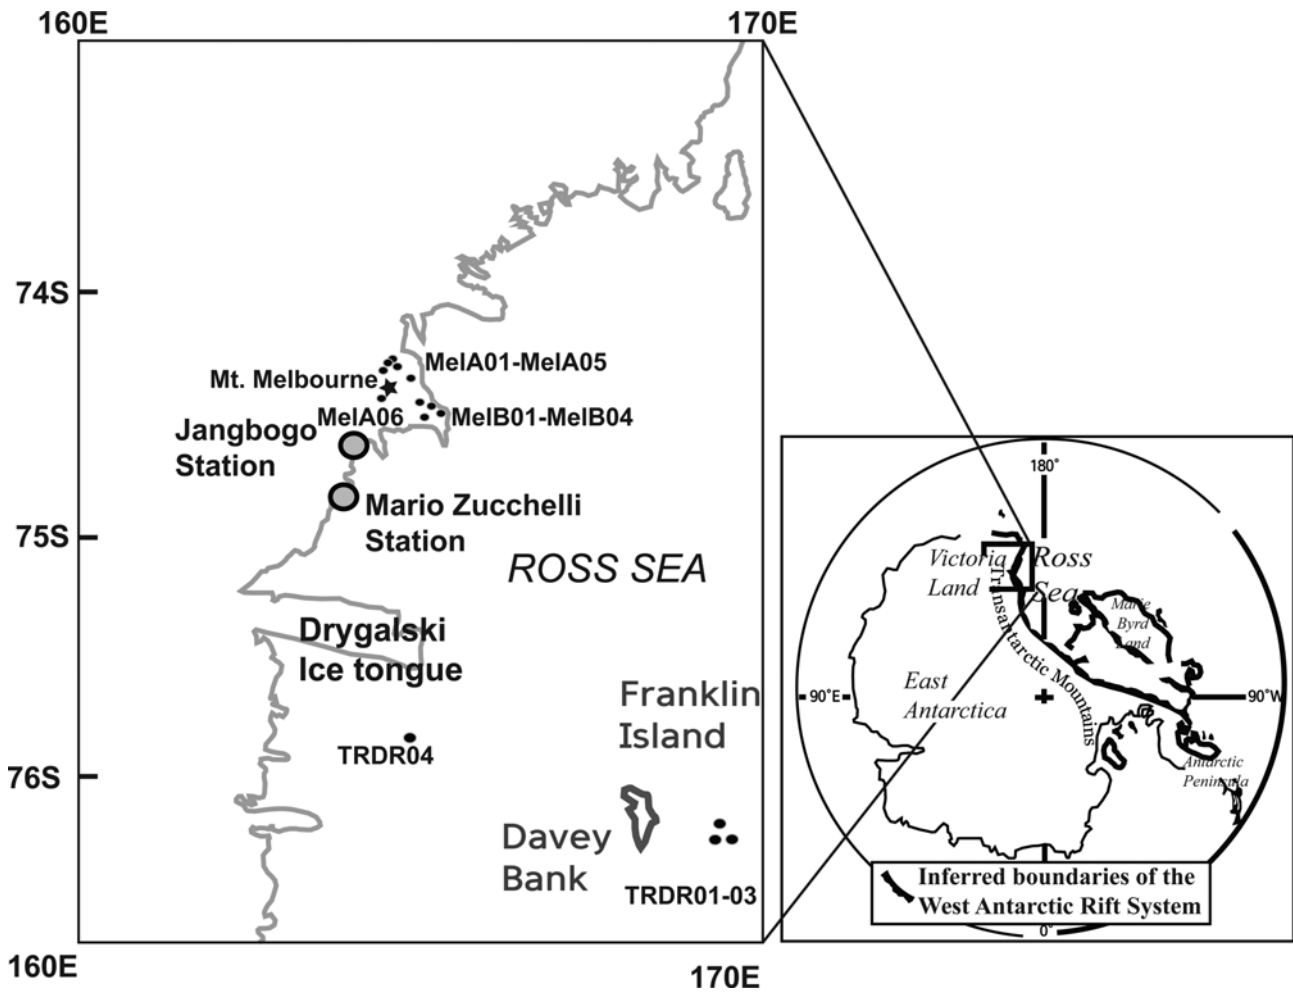 160E
170E
74S
MelA01-MelA05
Mt. Melbourne
MelA06
MelB01-MelB04
Jangbogo
Station
Mario Zucchelli
Station
75S
ROSS SEA
Drygalski
Ice tongue
Franklin
Island
TRDR04
76S
Davey
Bank
TRDR01-03
160E
170E
180°
Victoria
Land
Ross
Sea
Transantarctic Mountains
Marie
Byrd
Land
East
Antarctica
90°E
90°W
Antarctic
Peninsula
Inferred boundaries of the
West Antarctic Rift System
0°